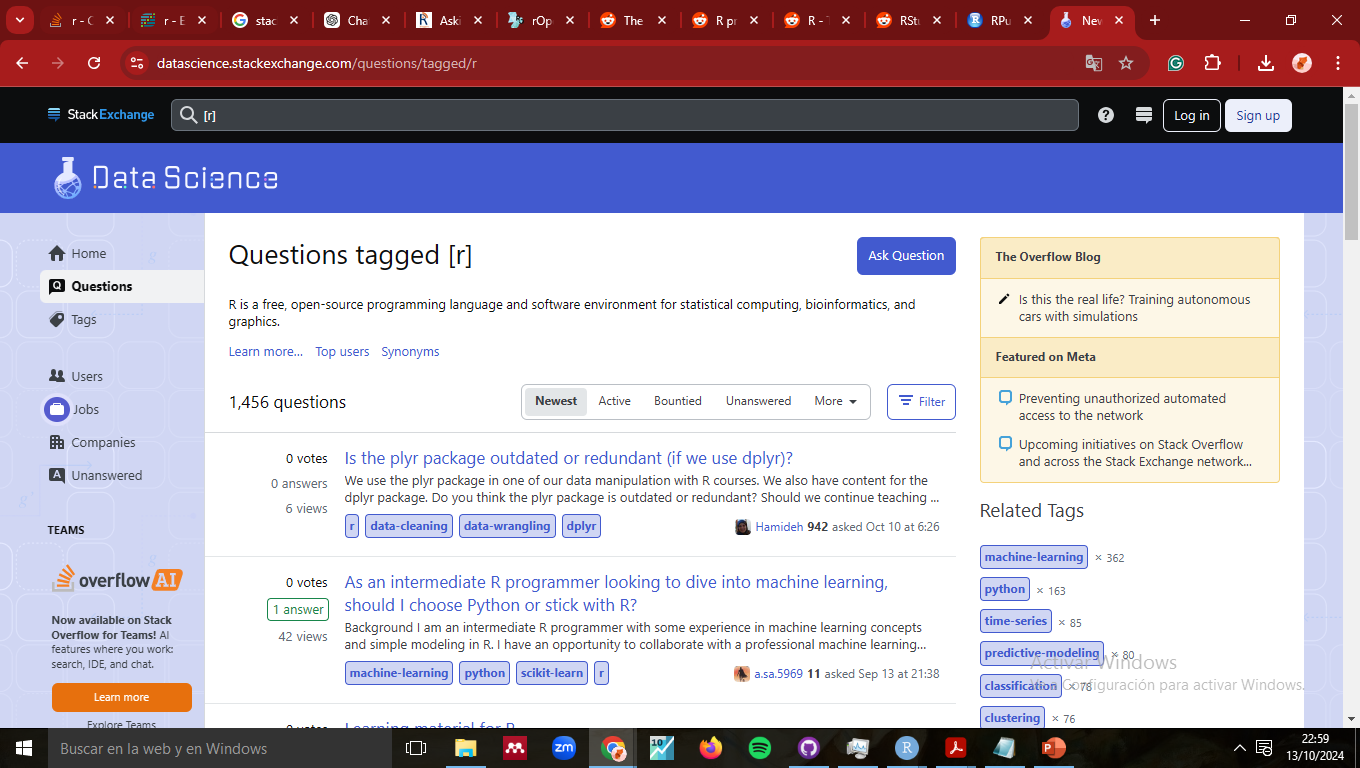 r - C
r - E
stac
Chat
Aski
rOp
The
R pr
R - T
RStu
RPu
New
datascience.stackexchange.com/questions/tagged/r
StackExchange
[r]
Log in
Sign up
Data Science
Home
Questions
Tags
Users
Jobs
Companies
Unanswered
TEAMS
overflow AI
Now available on Stack
Overflow for Teams! AI
features where you work:
search, IDE, and chat.
Learn more
Explore Teams
Questions tagged [r]
Ask Question
R is a free, open-source programming language and software environment for statistical computing, bioinformatics, and
graphics.
Learn more... Top users Synonyms
1,456 questions
Newest Active Bountied Unanswered More
Filter
0 votes
0 answers
6 views
Is the plyr package outdated or redundant (if we use dplyr)?
We use the plyr package in one of our data manipulation with R courses. We also have content for the
dplyr package. Do you think the plyr package is outdated or redundant? Should we continue teaching ...
r data-cleaning data-wrangling dplyr
Hamideh 942 asked Oct 10 at 6:26
0 votes
1 answer
42 views
As an intermediate R programmer looking to dive into machine learning,
should I choose Python or stick with R?
Background I am an intermediate R programmer with some experience in machine learning concepts
and simple modeling in R. I have an opportunity to collaborate with a professional machine learning...
machine-learning python scikit-learn r
a.sa.5969 11 asked Sep 13 at 21:38
0 votes
Learning material for R
The Overflow Blog
Is this the real life? Training autonomous
cars with simulations
Featured on Meta
Preventing unauthorized automated
access to the network
Upcoming initiatives on Stack Overflow
and across the Stack Exchange network...
Related Tags
machine-learning × 362
python × 163
time-series × 85
predictive-modeling × 80
classification × 78
clustering × 76
Activar Windows
Configuración para activar Windows.
Buscar en la web y en Windows
zm
10
R
22:59
13/10/2024